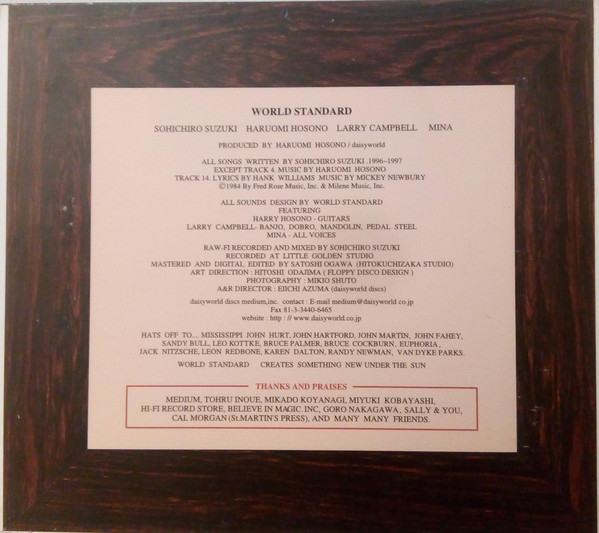 WORLD STANDARD
SOHICHIRO SUZUKI HARUOMI HOSONO LARRY CAMPBELL MINA
PRODUCED BY HARUOMI HOSONO / daisyworld
ALL SONGS WRITTEN BY SOHICHIRO SUZUKI 1996-1997
EXCEPT TRACK 4. MUSIC BY HARUOMI HOSONO
TRACK 14. LYRICS BY HANK WILLIAMS MUSIC BY MICKEY NEWBURY
©1984 By Fred Rose Music, Inc. & Milene Music, Inc.
ALL SOUNDS DESIGN BY WORLD STANDARD
FEATURING
HARRY HOSONO - GUITARS
LARRY CAMPBELL- BANJO, DOBRO, MANDOLIN, PEDAL STEEL
MINA - ALL VOICES
RAW-FI RECORDED AND MIXED BY SOHICHIRO SUZUKI
RECORDED AT LITTLE GOLDEN STUDIO
MASTERED AND DIGITAL EDITED BY SATOSHI OGAWA (HITOKUCHIZAKA STUDIO)
ART DIRECTION : HITOSHI ODAJIMA ( FLOPPY DISCO DESIGN )
PHOTOGRAPHY : MIKIO SHUTO
A&R DIRECTOR : EIICHI AZUMA (daisyworld discs)
daisyworld discs medium,inc. contact : E-mail medium@daisyworld.co.jp
Fax 81-3-3440-6465
website : http : // www.daisyworld.co.jp
HATS OFF TO... MISSISSIPPI JOHN HURT, JOHN HARTFORD, JOHN MARTIN, JOHN FAHEY,
SANDY BULL, LEO KOTTKE, BRUCE PALMER, BRUCE COCKBURN, EUPHORIA,
JACK NITZSCHE, LEON REDBONE, KAREN DALTON, RANDY NEWMAN, VAN DYKE PARKS.
WORLD STANDARD CREATES SOMETHING NEW UNDER THE SUN
THANKS AND PRAISES
MEDIUM, TOHRU INOUE, MIKADO KOYANAGI, MIYUKI KOBAYASHI,
HI-FI RECORD STORE, BELIEVE IN MAGIC. INC, GORO NAKAGAWA, SALLY & YOU,
CAL MORGAN (St.MARTIN'S PRESS), AND MANY MANY FRIENDS.